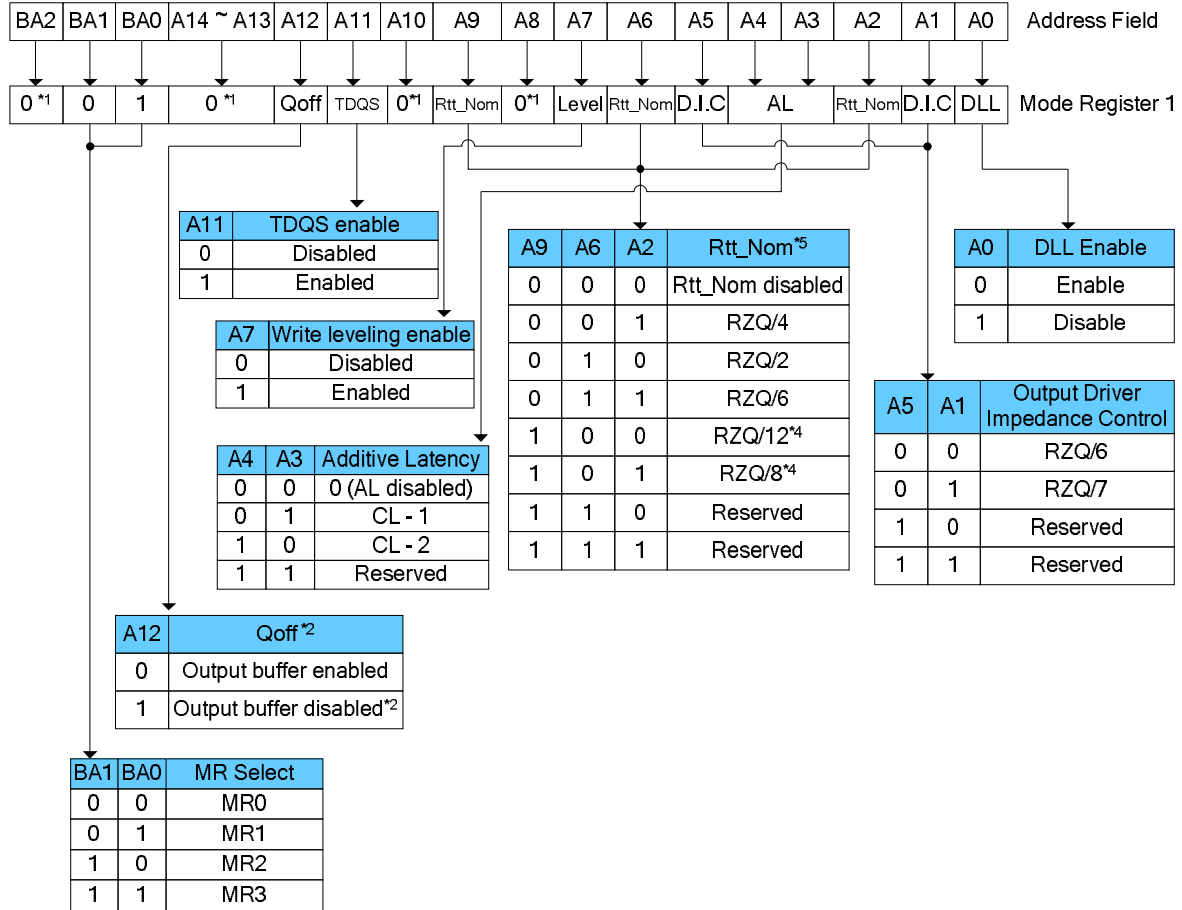 BA2 BA1 BA0 A14 ~ A13 A12 A11 A10 A9 A8 A7 A6 A5 A4 A3 A2 A1 A0 Address Field
0*1 0 1 0*1 Qoff TDQS 0*1 Rtt_Nom 0*1 Level Rtt_Nom D.I.C AL Rtt_Nom D.I.C DLL Mode Register 1
A11 TDQS enable
0 Disabled
1 Enabled
A7 Write leveling enable
0 Disabled
1 Enabled
A4 A3 Additive Latency
0 0 0 (AL disabled)
0 1 CL - 1
1 0 CL - 2
1 1 Reserved
A9 A6 A2 Rtt_Nom*5
0 0 0 Rtt_Nom disabled
0 0 1 RZQ/4
0 1 0 RZQ/2
0 1 1 RZQ/6
1 0 0 RZQ/12*4
1 0 1 RZQ/8*4
1 1 0 Reserved
1 1 1 Reserved
A0 DLL Enable
0 Enable
1 Disable
A5 A1 Output Driver
Impedance Control
0 0 RZQ/6
0 1 RZQ/7
1 0 Reserved
1 1 Reserved
A12 Qoff*2
0 Output buffer enabled
1 Output buffer disabled*2
BA1 BA0 MR Select
0 0 MR0
0 1 MR1
1 0 MR2
1 1 MR3